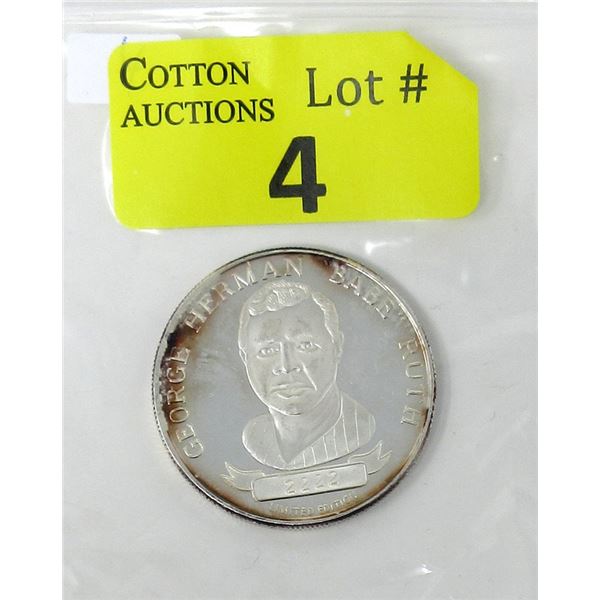 COTTON
AUCTIONS
Lot #
4
GEORGE HERMAN "BABE" RUTH
2222
LIMITED EDITION